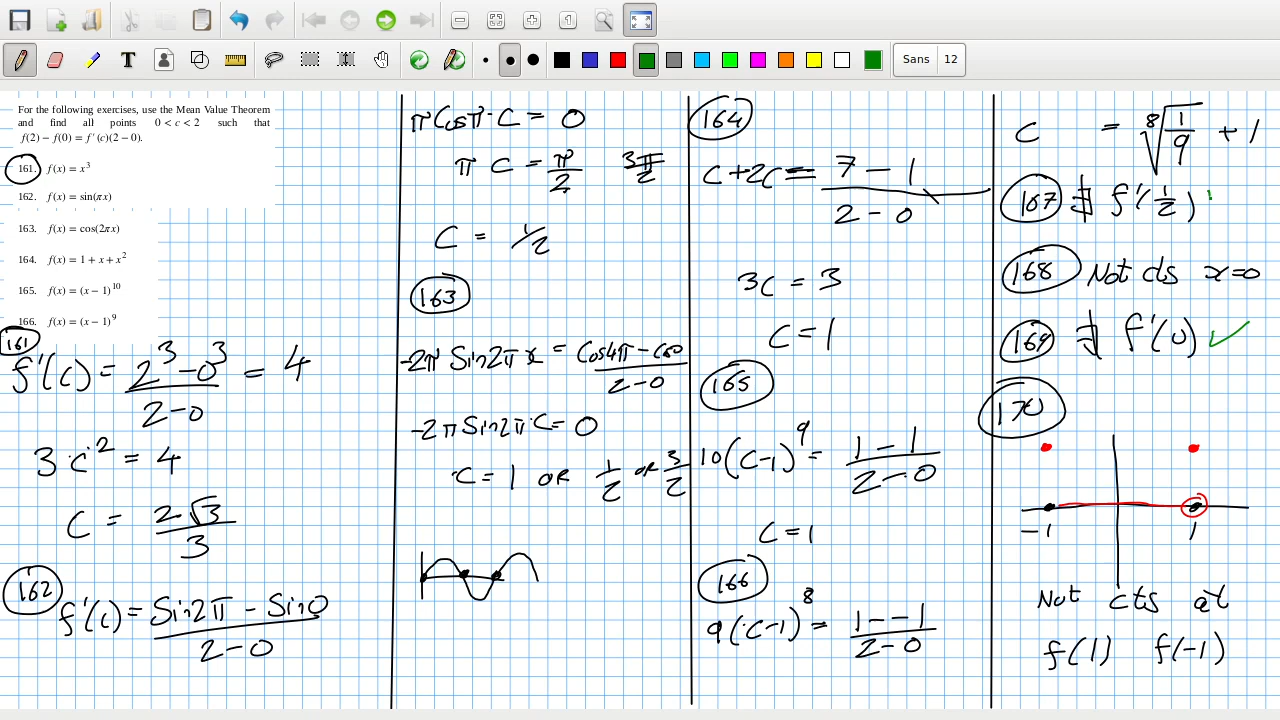 Sans 12
For the following exercises, use the Mean Value Theorem
and find all points 0 < c < 2 such that
f(2) − f(0) = f′(c)(2 − 0).
161. f(x) = x³
162. f(x) = sin(πx)
163. f(x) = cos(2πx)
164. f(x) = 1 + x + x²
165. f(x) = (x − 1)¹⁰
166. f(x) = (x − 1)⁹
161
f'(c) = (2³ - 0³)/(2-0) = 4
3c² = 4
c = 2√3/3
162
f'(c) = (Sin2π - Sin0)/(2-0)
π Cosπ·C = 0
π C = π/2 3π/2
C = 1/2
163
-2π Sin2π x = (Cos4π - Cos0)/(2-0)
-2π Sin2π C = 0
C = 1 OR 1/2 OR 3/2
164
C+2C = (7 - 1)/(2 - 0)
3C = 3
C = 1
165
10(C-1)⁹ = (1 - 1)/(2 - 0)
C = 1
166
9(C-1)⁸ = (1 - -1)/(2 - 0)
C = ⁸√(1/9) + 1
167 ∄ f'(1/2)
168 Not cts x=0
169 ∄ f'(0) ✓
170
-1 1
Not cts at
f(1) f(-1)